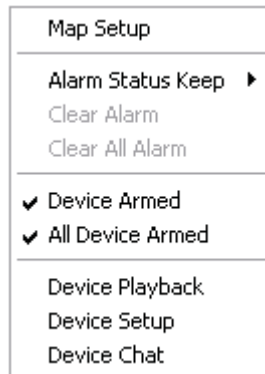 Map Setup
Alarm Status Keep
Clear Alarm
Clear All Alarm
Device Armed
All Device Armed
Device Playback
Device Setup
Device Chat